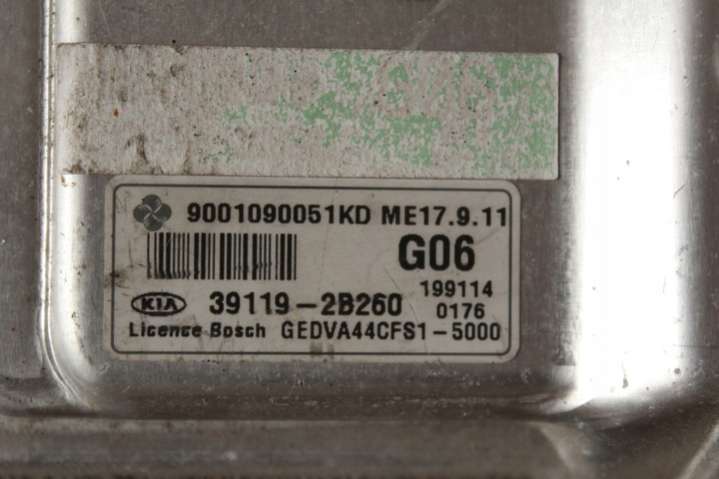 9001090051KD ME17.9.11
G06
KIA 39119-2B260 199114
0176
Licence Bosch GEDVA44CFS1-5000